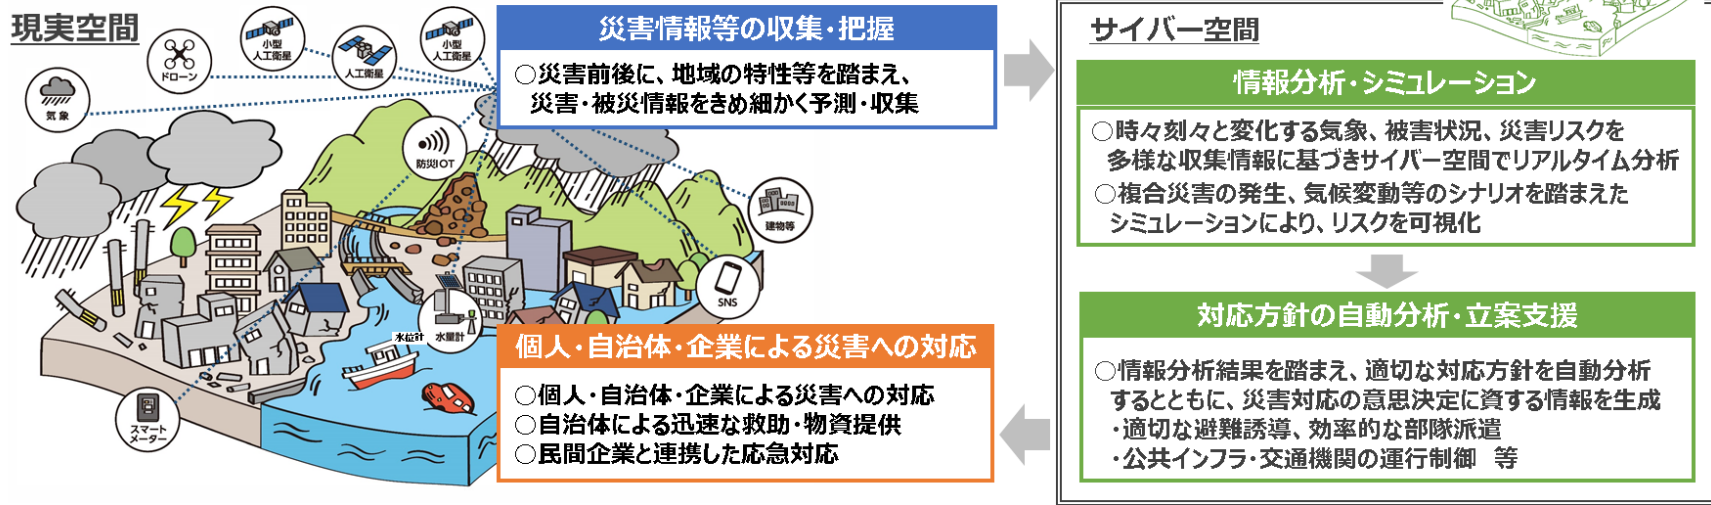 現実空間
小型
人工衛星
ドローン
人工衛星
小型
人工衛星
気象
防災IOT
建物等
SNS
水位計
水量計
スマート
メーター
災害情報等の収集・把握
○災害前後に、地域の特性等を踏まえ、
災害・被災情報をきめ細かく予測・収集
個人・自治体・企業による災害への対応
○個人・自治体・企業による災害への対応
○自治体による迅速な救助・物資提供
○民間企業と連携した応急対応
サイバー空間
情報分析・シミュレーション
○時々刻々と変化する気象、被害状況、災害リスクを
多様な収集情報に基づきサイバー空間でリアルタイム分析
○複合災害の発生、気候変動等のシナリオを踏まえた
シミュレーションにより、リスクを可視化
対応方針の自動分析・立案支援
○情報分析結果を踏まえ、適切な対応方針を自動分析
するとともに、災害対応の意思決定に資する情報を生成
・適切な避難誘導、効率的な部隊派遣
・公共インフラ・交通機関の運行制御 等